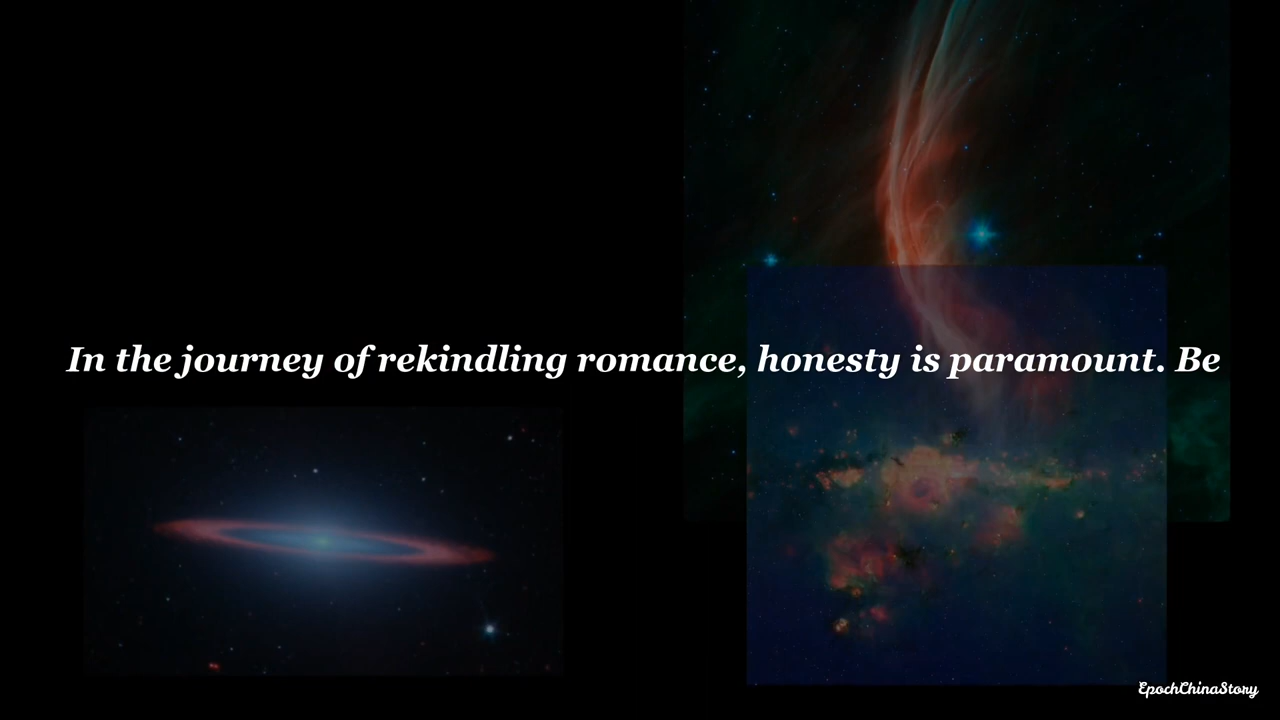 In the journey of rekindling romance, honesty is paramount. Be
EpochChinaStory